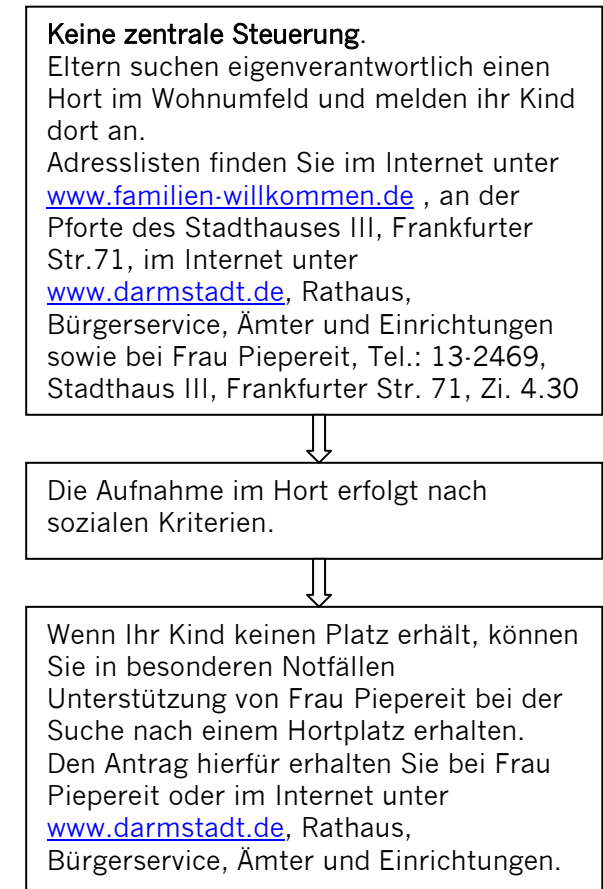 Keine zentrale Steuerung.
Eltern suchen eigenverantwortlich einen
Hort im Wohnumfeld und melden ihr Kind
dort an.
Adresslisten finden Sie im Internet unter
www.familien-willkommen.de , an der
Pforte des Stadthauses III, Frankfurter
Str.71, im Internet unter
www.darmstadt.de, Rathaus,
Bürgerservice, Ämter und Einrichtungen
sowie bei Frau Piepereit, Tel.: 13-2469,
Stadthaus III, Frankfurter Str. 71, Zi. 4.30
Die Aufnahme im Hort erfolgt nach
sozialen Kriterien.
Wenn Ihr Kind keinen Platz erhält, können
Sie in besonderen Notfällen
Unterstützung von Frau Piepereit bei der
Suche nach einem Hortplatz erhalten.
Den Antrag hierfür erhalten Sie bei Frau
Piepereit oder im Internet unter
www.darmstadt.de, Rathaus,
Bürgerservice, Ämter und Einrichtungen.